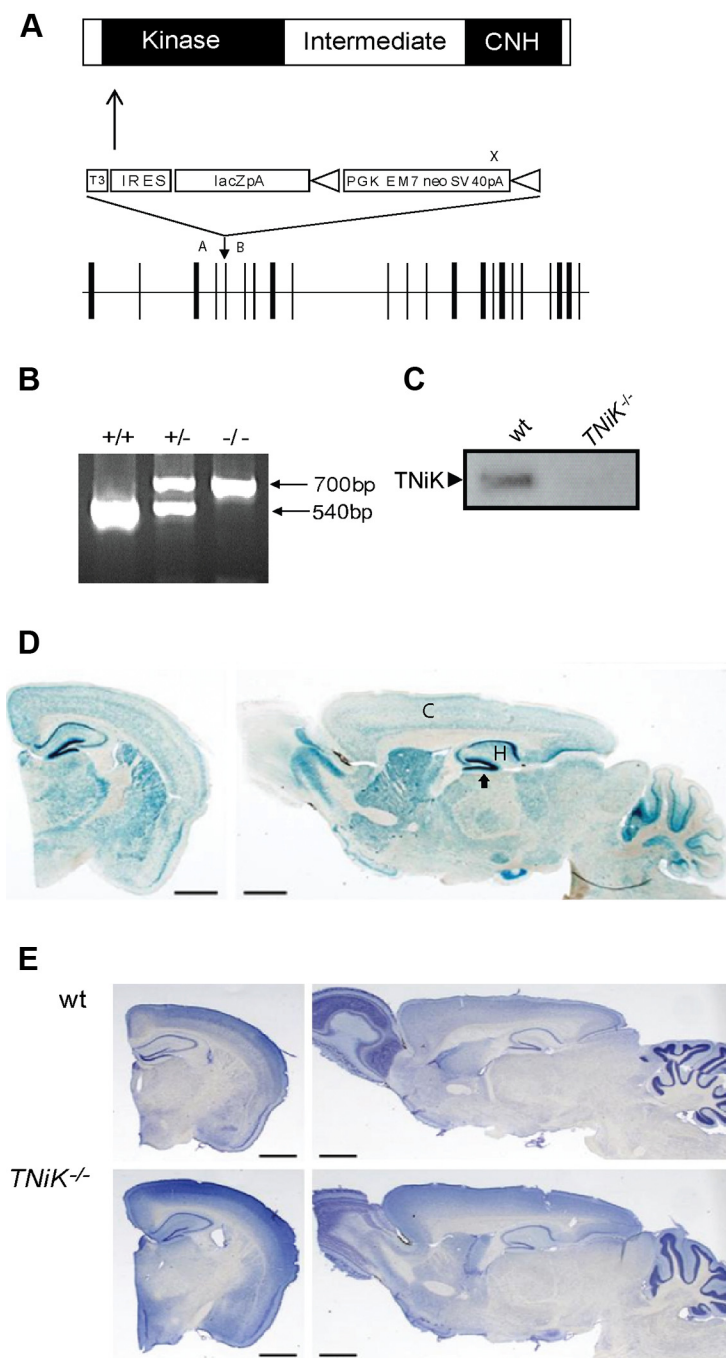 A
Kinase Intermediate CNH
X
T3 IRES lacZpA PGK EM7 neo SV40pA
A B
B
+/+ +/- -/-
700bp
540bp
C
wt TNiK-/-
TNiK
D
C
H
E
wt
TNiK-/-